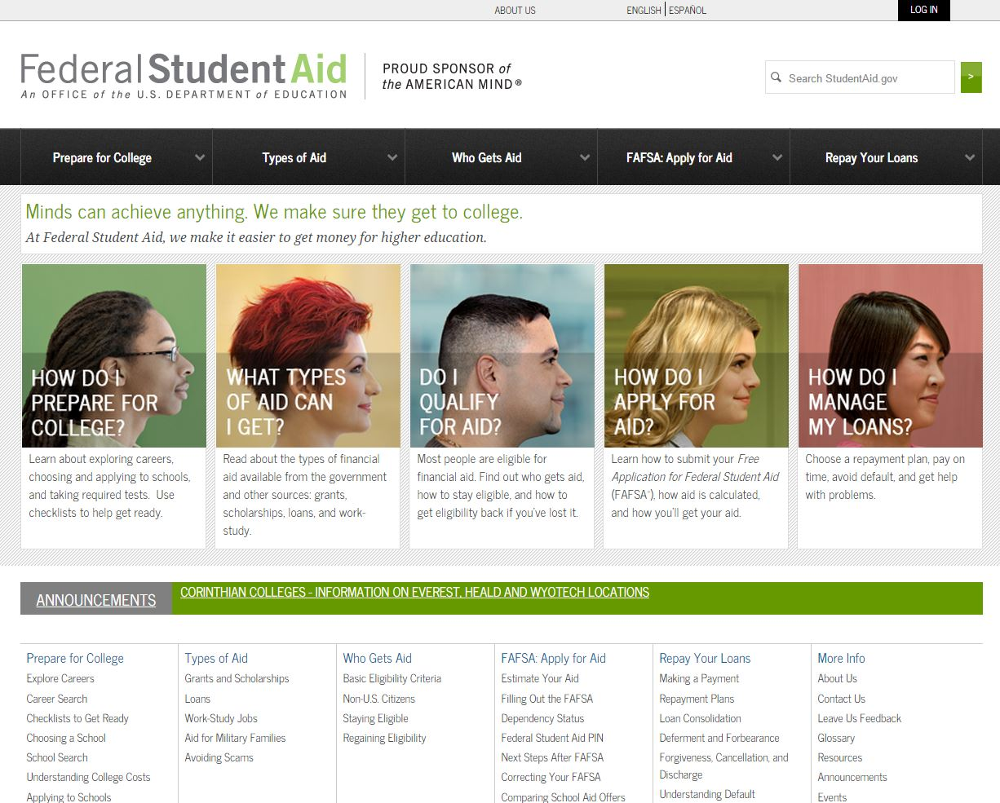 ABOUT US
ENGLISH | ESPAÑOL
LOG IN
Federal Student Aid
An OFFICE of the U.S. DEPARTMENT of EDUCATION
PROUD SPONSOR of
the AMERICAN MIND®
Search StudentAid.gov
>
Prepare for College
Types of Aid
Who Gets Aid
FAFSA: Apply for Aid
Repay Your Loans
Minds can achieve anything. We make sure they get to college.
At Federal Student Aid, we make it easier to get money for higher education.
HOW DO I
PREPARE FOR
COLLEGE?
Learn about exploring careers,
choosing and applying to schools,
and taking required tests. Use
checklists to help get ready.
WHAT TYPES
OF AID CAN
I GET?
Read about the types of financial
aid available from the government
and other sources: grants,
scholarships, loans, and work-
study.
DO I
QUALIFY
FOR AID?
Most people are eligible for
financial aid. Find out who gets aid,
how to stay eligible, and how to
get eligibility back if you've lost it.
HOW DO I
APPLY FOR
AID?
Learn how to submit your Free
Application for Federal Student Aid
(FAFSA®), how aid is calculated,
and how you'll get your aid.
HOW DO I
MANAGE
MY LOANS?
Choose a repayment plan, pay on
time, avoid default, and get help
with problems.
ANNOUNCEMENTS
CORINTHIAN COLLEGES - INFORMATION ON EVEREST, HEALD AND WYOTECH LOCATIONS
Prepare for College
Explore Careers
Career Search
Checklists to Get Ready
Choosing a School
School Search
Understanding College Costs
Applying to Schools
Types of Aid
Grants and Scholarships
Loans
Work-Study Jobs
Aid for Military Families
Avoiding Scams
Who Gets Aid
Basic Eligibility Criteria
Non-U.S. Citizens
Staying Eligible
Regaining Eligibility
FAFSA: Apply for Aid
Estimate Your Aid
Filling Out the FAFSA
Dependency Status
Federal Student Aid PIN
Next Steps After FAFSA
Correcting Your FAFSA
Comparing School Aid Offers
Repay Your Loans
Making a Payment
Repayment Plans
Loan Consolidation
Deferment and Forbearance
Forgiveness, Cancellation, and
Discharge
Understanding Default
More Info
About Us
Contact Us
Leave Us Feedback
Glossary
Resources
Announcements
Events